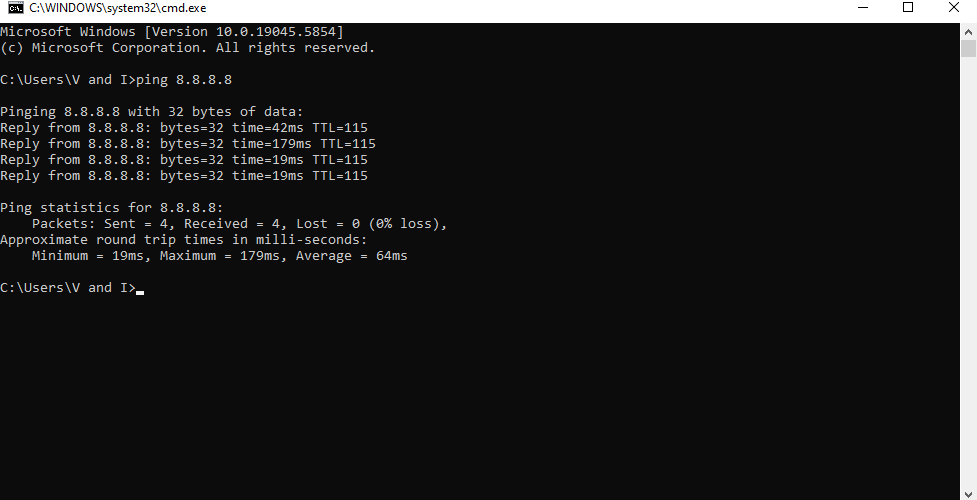 C:\WINDOWS\system32\cmd.exe
Microsoft Windows [Version 10.0.19045.5854]
(c) Microsoft Corporation. All rights reserved.
C:\Users\V and I>ping 8.8.8.8
Pinging 8.8.8.8 with 32 bytes of data:
Reply from 8.8.8.8: bytes=32 time=42ms TTL=115
Reply from 8.8.8.8: bytes=32 time=179ms TTL=115
Reply from 8.8.8.8: bytes=32 time=19ms TTL=115
Reply from 8.8.8.8: bytes=32 time=19ms TTL=115
Ping statistics for 8.8.8.8:
    Packets: Sent = 4, Received = 4, Lost = 0 (0% loss),
Approximate round trip times in milli-seconds:
    Minimum = 19ms, Maximum = 179ms, Average = 64ms
C:\Users\V and I>